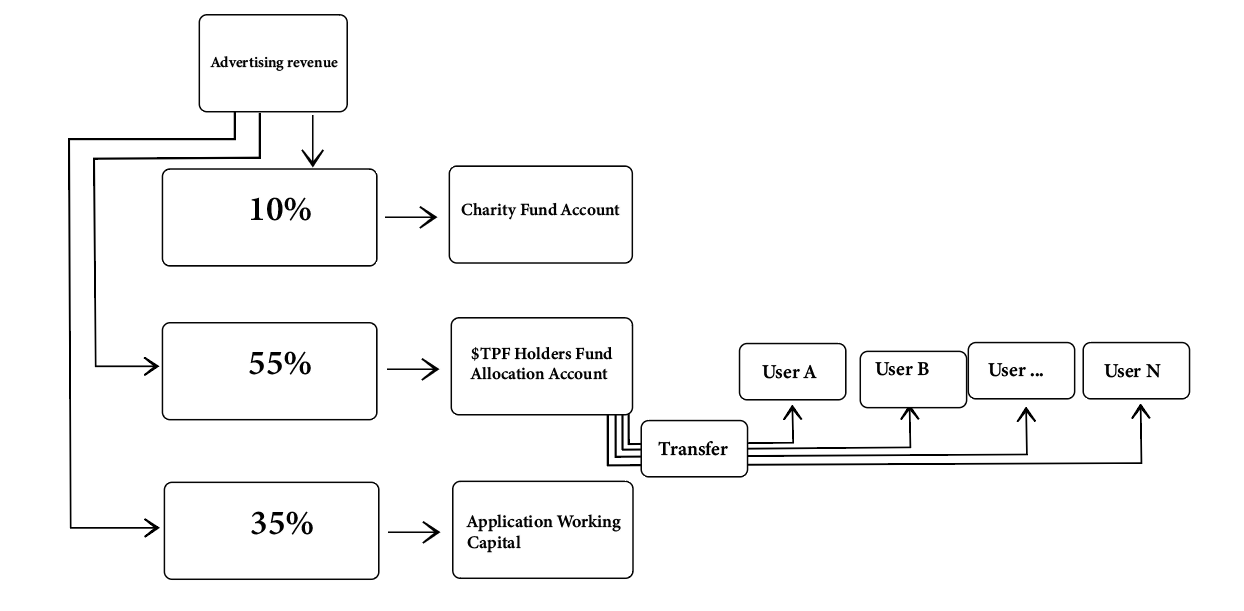 Advertising revenue
10%
Charity Fund Account
55%
$TPF Holders Fund
Allocation Account
User A
User B
User ...
User N
Transfer
35%
Application Working
Capital